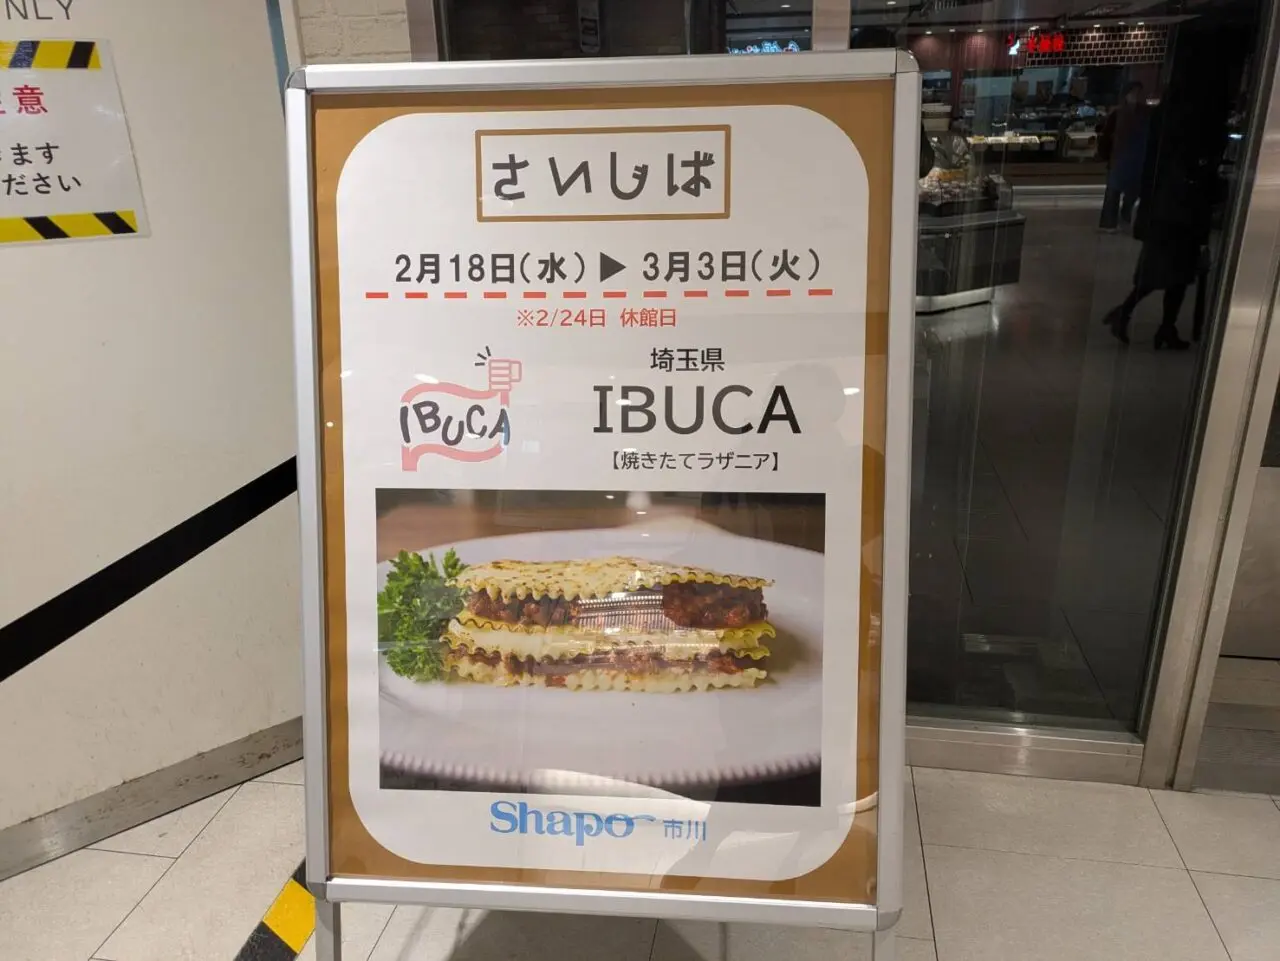 NLY
意
ます
ださい
さいしば
2月18日(水)▶3月3日(火)
※2/24日 休館日
埼玉県
IBUCA
IBUCA
【焼きたてラザニア】
Shapo 市川